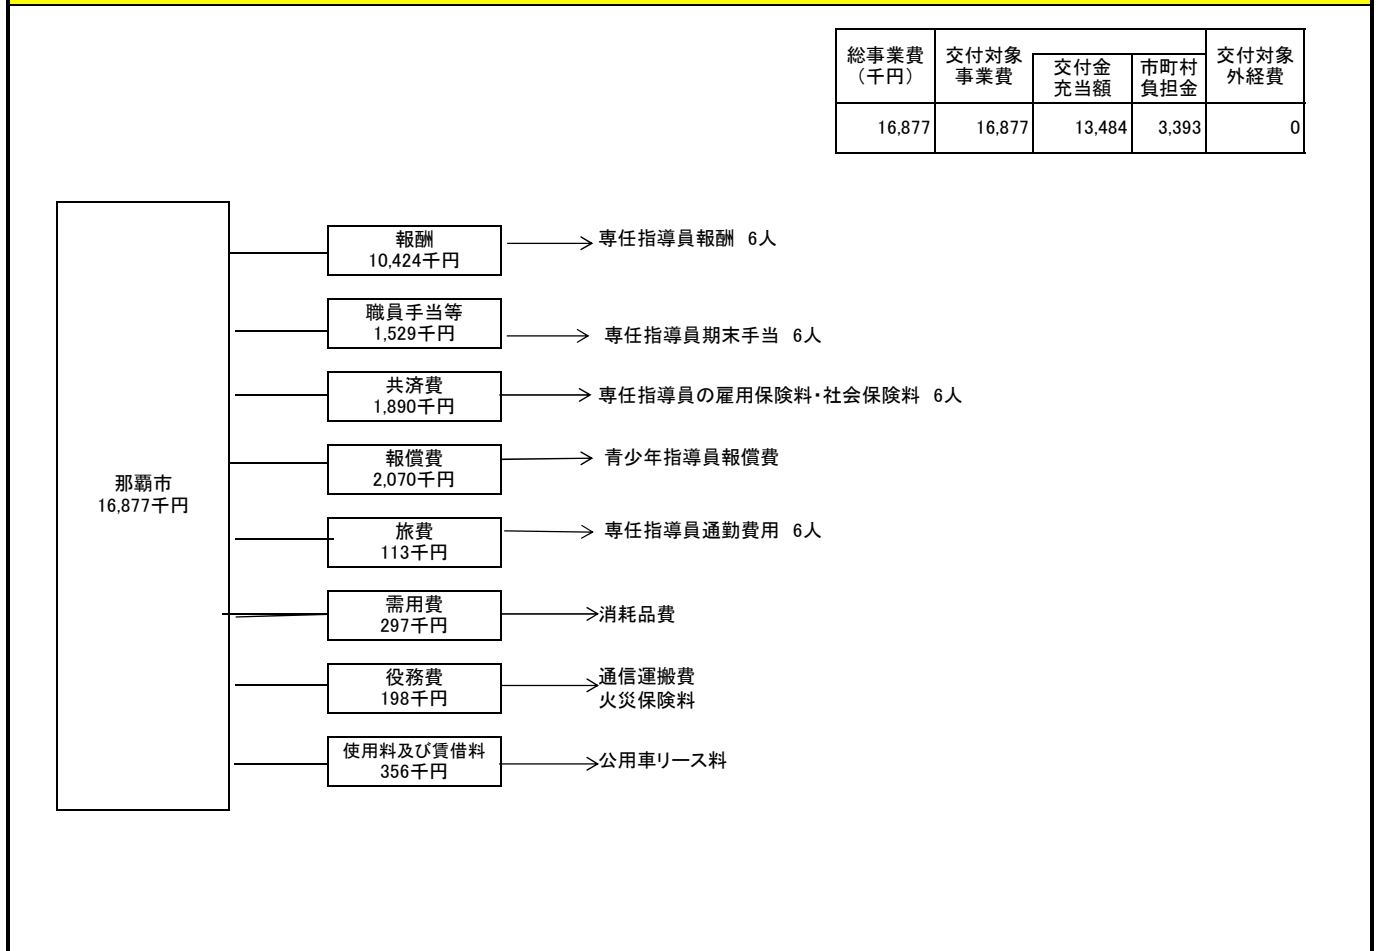 総事業費
（千円）
交付対象
事業費
交付金
充当額
市町村
負担金
交付対象
外経費
16,877
16,877
13,484
3,393
0
那覇市
16,877千円
報酬
10,424千円
専任指導員報酬 6人
職員手当等
1,529千円
専任指導員期末手当 6人
共済費
1,890千円
専任指導員の雇用保険料・社会保険料 6人
報償費
2,070千円
青少年指導員報償費
旅費
113千円
専任指導員通勤費用 6人
需用費
297千円
消耗品費
役務費
198千円
通信運搬費
火災保険料
使用料及び賃借料
356千円
公用車リース料